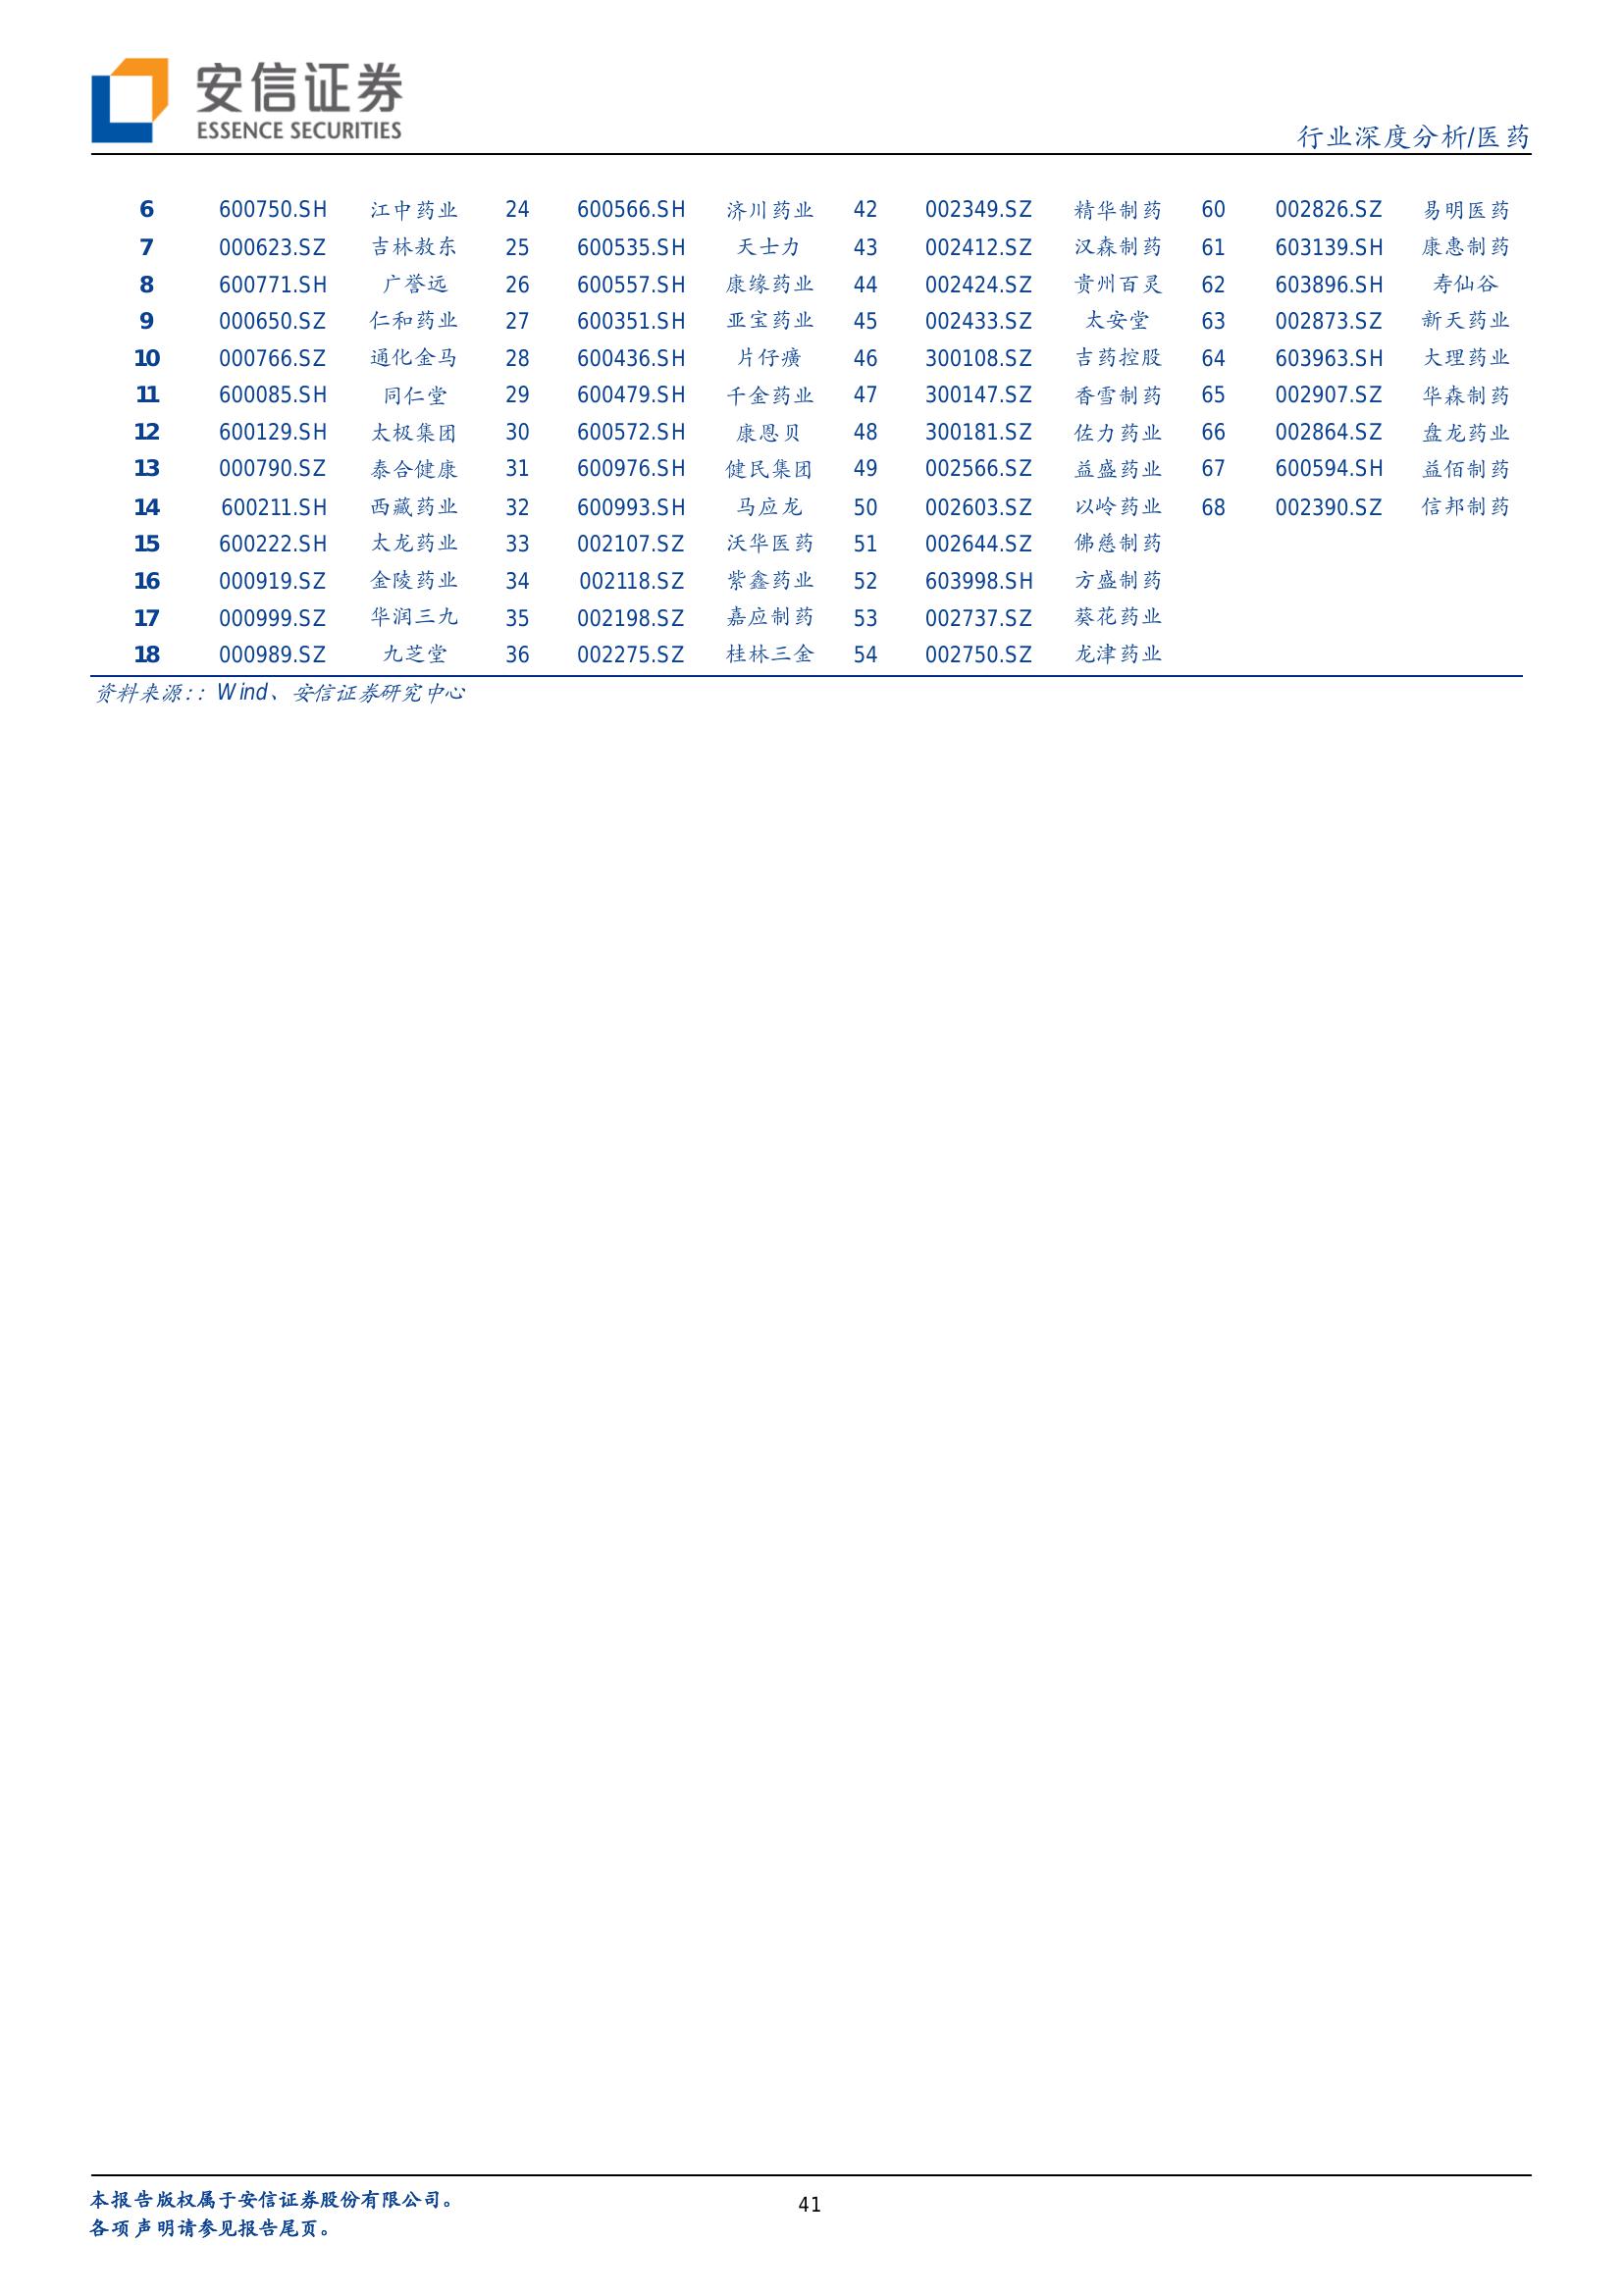 安信证券
ESSENCE SECURITIES
行业深度分析/医药
6 600750.SH 江中药业 24 600566.SH 济川药业 42 002349.SZ 精华制药 60 002826.SZ 易明医药
7 000623.SZ 吉林敖东 25 600535.SH 天士力 43 002412.SZ 汉森制药 61 603139.SH 康惠制药
8 600771.SH 广誉远 26 600557.SH 康缘药业 44 002424.SZ 贵州百灵 62 603896.SH 寿仙谷
9 000650.SZ 仁和药业 27 600351.SH 亚宝药业 45 002433.SZ 太安堂 63 002873.SZ 新天药业
10 000766.SZ 通化金马 28 600436.SH 片仔癀 46 300108.SZ 吉药控股 64 603963.SH 大理药业
11 600085.SH 同仁堂 29 600479.SH 千金药业 47 300147.SZ 香雪制药 65 002907.SZ 华森制药
12 600129.SH 太极集团 30 600572.SH 康恩贝 48 300181.SZ 佐力药业 66 002864.SZ 盘龙药业
13 000790.SZ 泰合健康 31 600976.SH 健民集团 49 002566.SZ 益盛药业 67 600594.SH 益佰制药
14 600211.SH 西藏药业 32 600993.SH 马应龙 50 002603.SZ 以岭药业 68 002390.SZ 信邦制药
15 600222.SH 太龙药业 33 002107.SZ 沃华医药 51 002644.SZ 佛慈制药
16 000919.SZ 金陵药业 34 002118.SZ 紫鑫药业 52 603998.SH 方盛制药
17 000999.SZ 华润三九 35 002198.SZ 嘉应制药 53 002737.SZ 葵花药业
18 000989.SZ 九芝堂 36 002275.SZ 桂林三金 54 002750.SZ 龙津药业
资料来源：：Wind、安信证券研究中心
本报告版权属于安信证券股份有限公司。
41
各项声明请参见报告尾页。